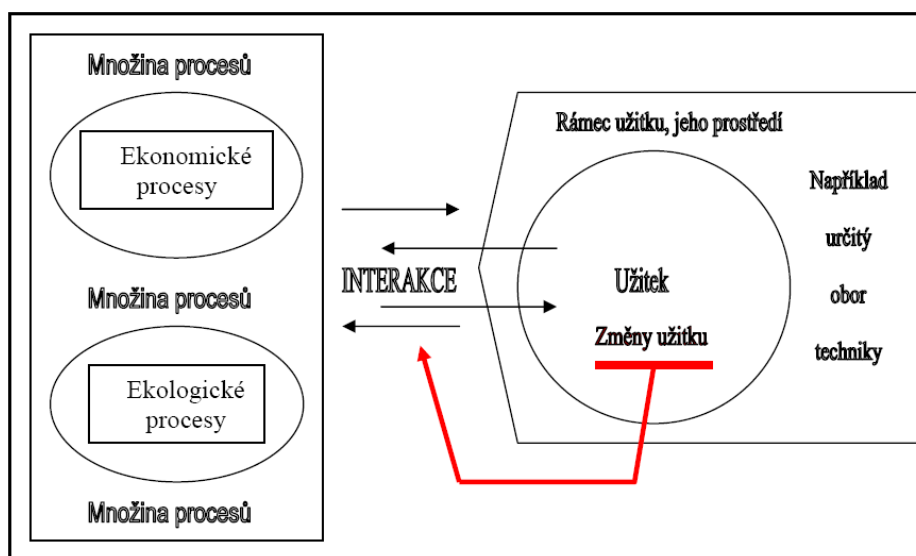 Množina procesů
Ekonomické
procesy
Množina procesů
Ekologické
procesy
Množina procesů
INTERAKCE
Rámec užitku, jeho prostředí
Užitek
Změny užitku
Například
určitý
obor
techniky